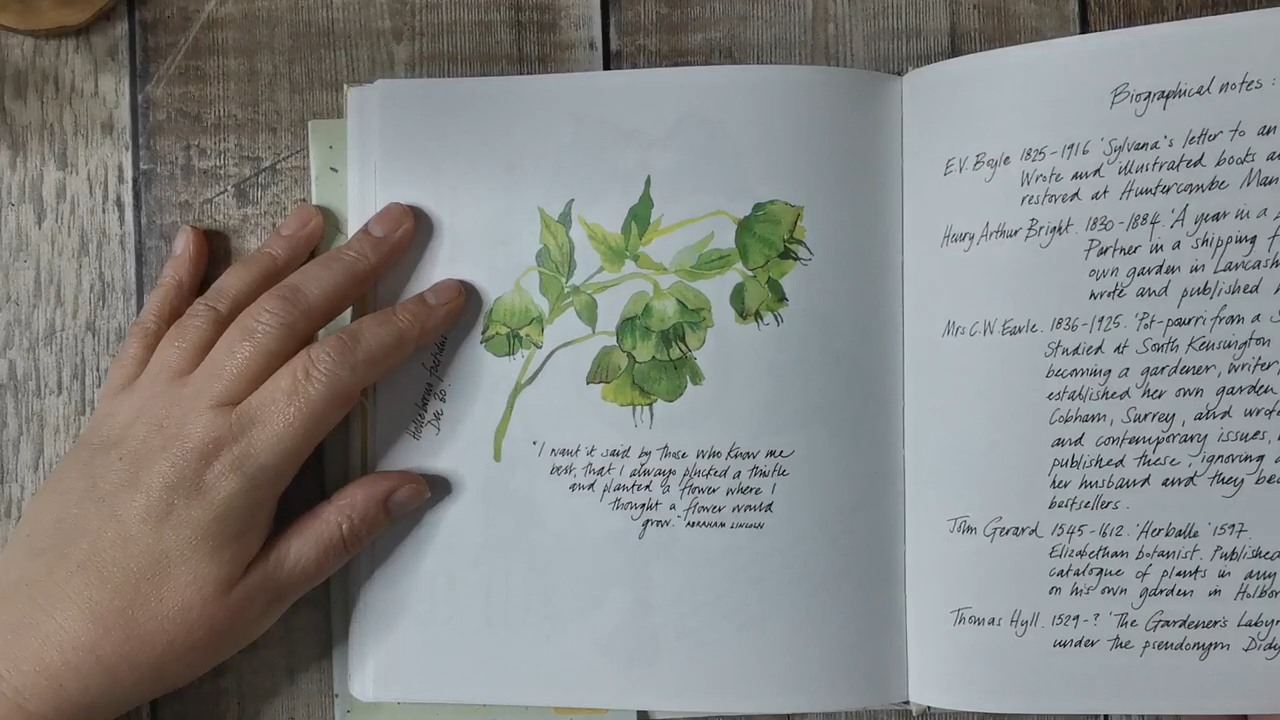 Helleborus foetidus
Dec 80.
"I want it said by those who know me
best, that I always plucked a thistle
and planted a flower where I
thought a flower would
grow." ABRAHAM LINCOLN
Biographical notes:
E.V. Boyle 1825-1916 'Sylvana's letter to an
Wrote and illustrated books a
restored at Huntercombe Man
Henry Arthur Bright. 1830-1884. 'A year in a
Partner in a shipping f
own garden in Lancash
wrote and published
Mrs C.W. Earle. 1836-1925. 'Pot-pourri from a S
Studied at South Kensington
becoming a gardener, writer,
established her own garden
Cobham, Surrey, and wrot
and contemporary issues,
published these, ignoring
her husband and they be
bestsellers.
John Gerard 1545-1612. 'Herballe' 1597.
Elizabethan botanist. Published
catalogue of plants in any
on his own garden in Holbor
Thomas Hyll. 1529-? 'The Gardener's Labyr
under the pseudonym Didy